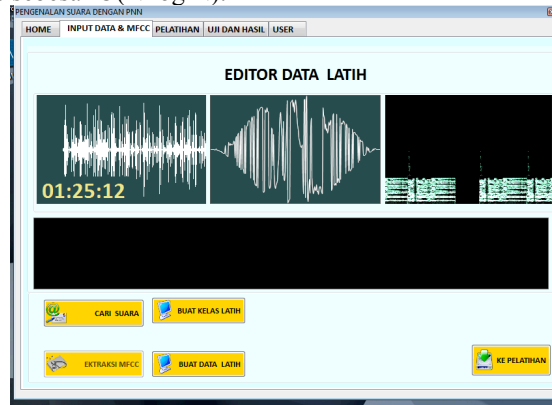 PENGENALAN SUARA DENGAN PNN
HOME INPUT DATA & MFCC PELATIHAN UJI DAN HASIL USER
EDITOR DATA LATIH
01:25:12
CARI SUARA BUAT KELAS LATIH
EXTRAKSI MFCC BUAT DATA LATIH KE PELATIHAN